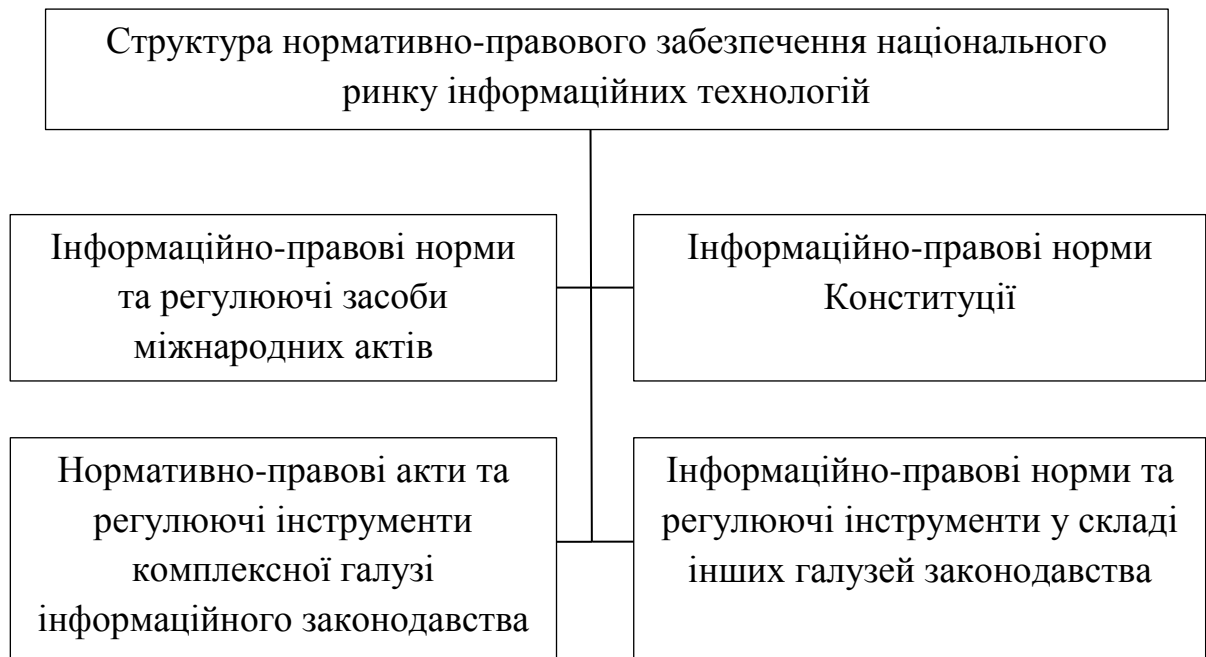 Структура нормативно-правового забезпечення національного
ринку інформаційних технологій
Інформаційно-правові норми
та регулюючі засоби
міжнародних актів
Інформаційно-правові норми
Конституції
Нормативно-правові акти та
регулюючі інструменти
комплексної галузі
інформаційного законодавства
Інформаційно-правові норми та
регулюючі інструменти у складі
інших галузей законодавства